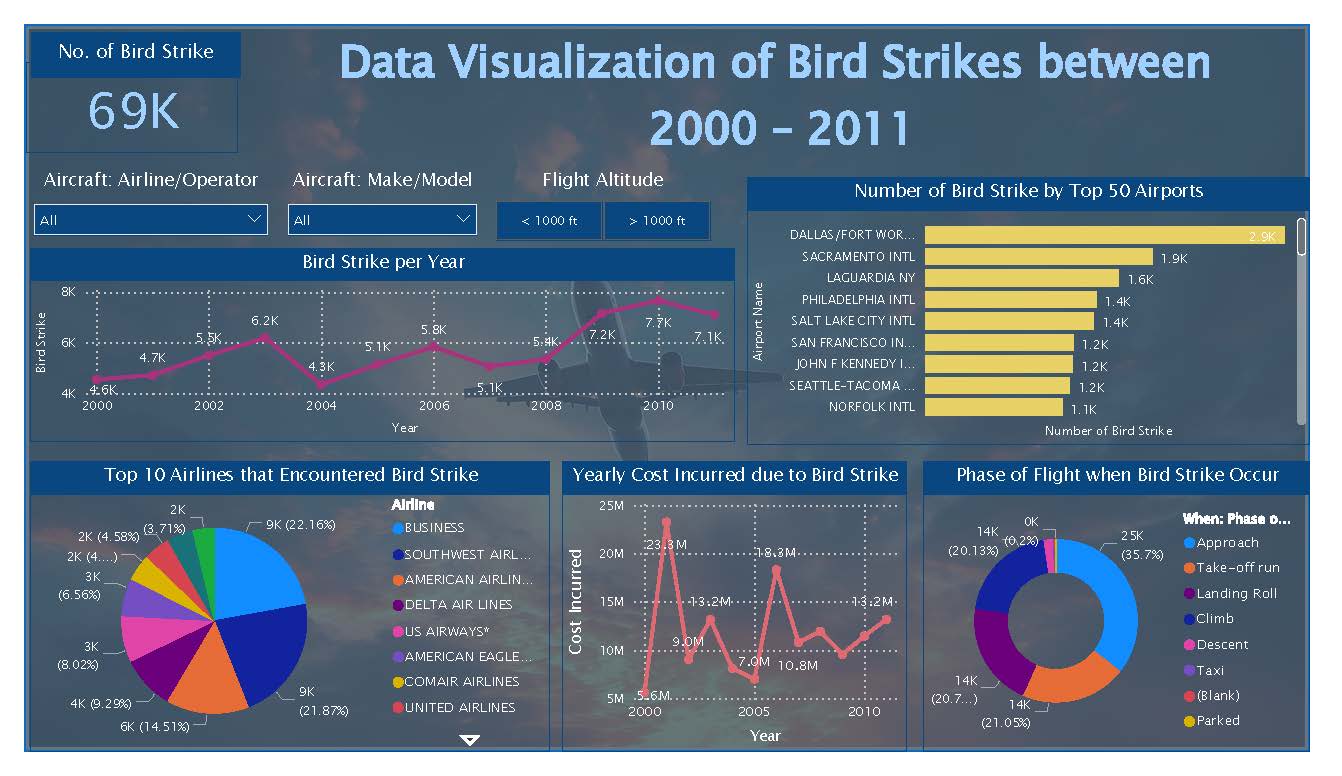 No. of Bird Strike
69K
Data Visualization of Bird Strikes between
2000 – 2011
Aircraft: Airline/Operator
All
Aircraft: Make/Model
All
Flight Altitude
< 1000 ft
> 1000 ft
Bird Strike per Year
Bird Strike
8K
6K
4K
4.6K
4.7K
5.5K
6.2K
4.3K
5.1K
5.8K
5.1K
5.4K
7.2K
7.7K
7.1K
2000
2002
2004
2006
2008
2010
Year
Number of Bird Strike by Top 50 Airports
Airport Name
DALLAS/FORT WOR... 2.9K
SACRAMENTO INTL 1.9K
LAGUARDIA NY 1.6K
PHILADELPHIA INTL 1.4K
SALT LAKE CITY INTL 1.4K
SAN FRANCISCO IN... 1.2K
JOHN F KENNEDY I... 1.2K
SEATTLE-TACOMA ... 1.2K
NORFOLK INTL 1.1K
Number of Bird Strike
Top 10 Airlines that Encountered Bird Strike
9K (22.16%)
9K
(21.87%)
6K (14.51%)
4K (9.29%)
3K
(8.02%)
3K
(6.56%)
2K (4....)
2K (4.58%)
2K
(3.71%)
Airline
BUSINESS
SOUTHWEST AIRL...
AMERICAN AIRLIN...
DELTA AIR LINES
US AIRWAYS*
AMERICAN EAGLE...
COMAIR AIRLINES
UNITED AIRLINES
Yearly Cost Incurred due to Bird Strike
Cost Incurred
25M
20M
15M
10M
5M
5.6M
23.3M
9.0M
13.2M
7.0M
18.3M
10.8M
13.2M
2000
2005
2010
Year
Phase of Flight when Bird Strike Occur
25K
(35.7%)
14K
(21.05%)
14K
(20.7...)
14K
(20.13%)
0K
(0.2%)
When: Phase o...
Approach
Take-off run
Landing Roll
Climb
Descent
Taxi
(Blank)
Parked